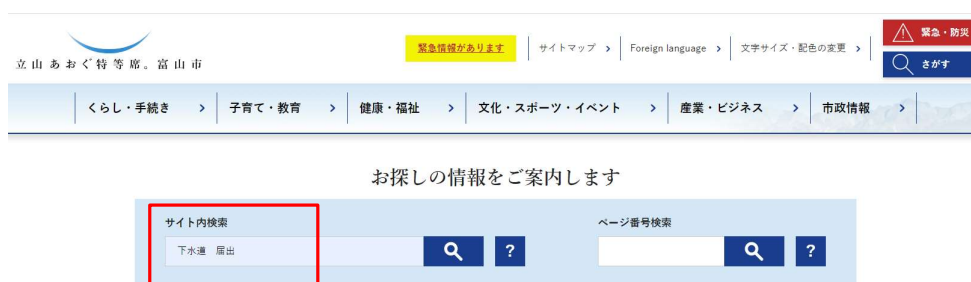 緊急情報があります
サイトマップ
Foreign language
文字サイズ・配色の変更
緊急・防災
立山あおぐ特等席。富山市
さがす
くらし・手続き
子育て・教育
健康・福祉
文化・スポーツ・イベント
産業・ビジネス
市政情報
お探しの情報をご案内します
サイト内検索
ページ番号検索
下水道　届出
?
?